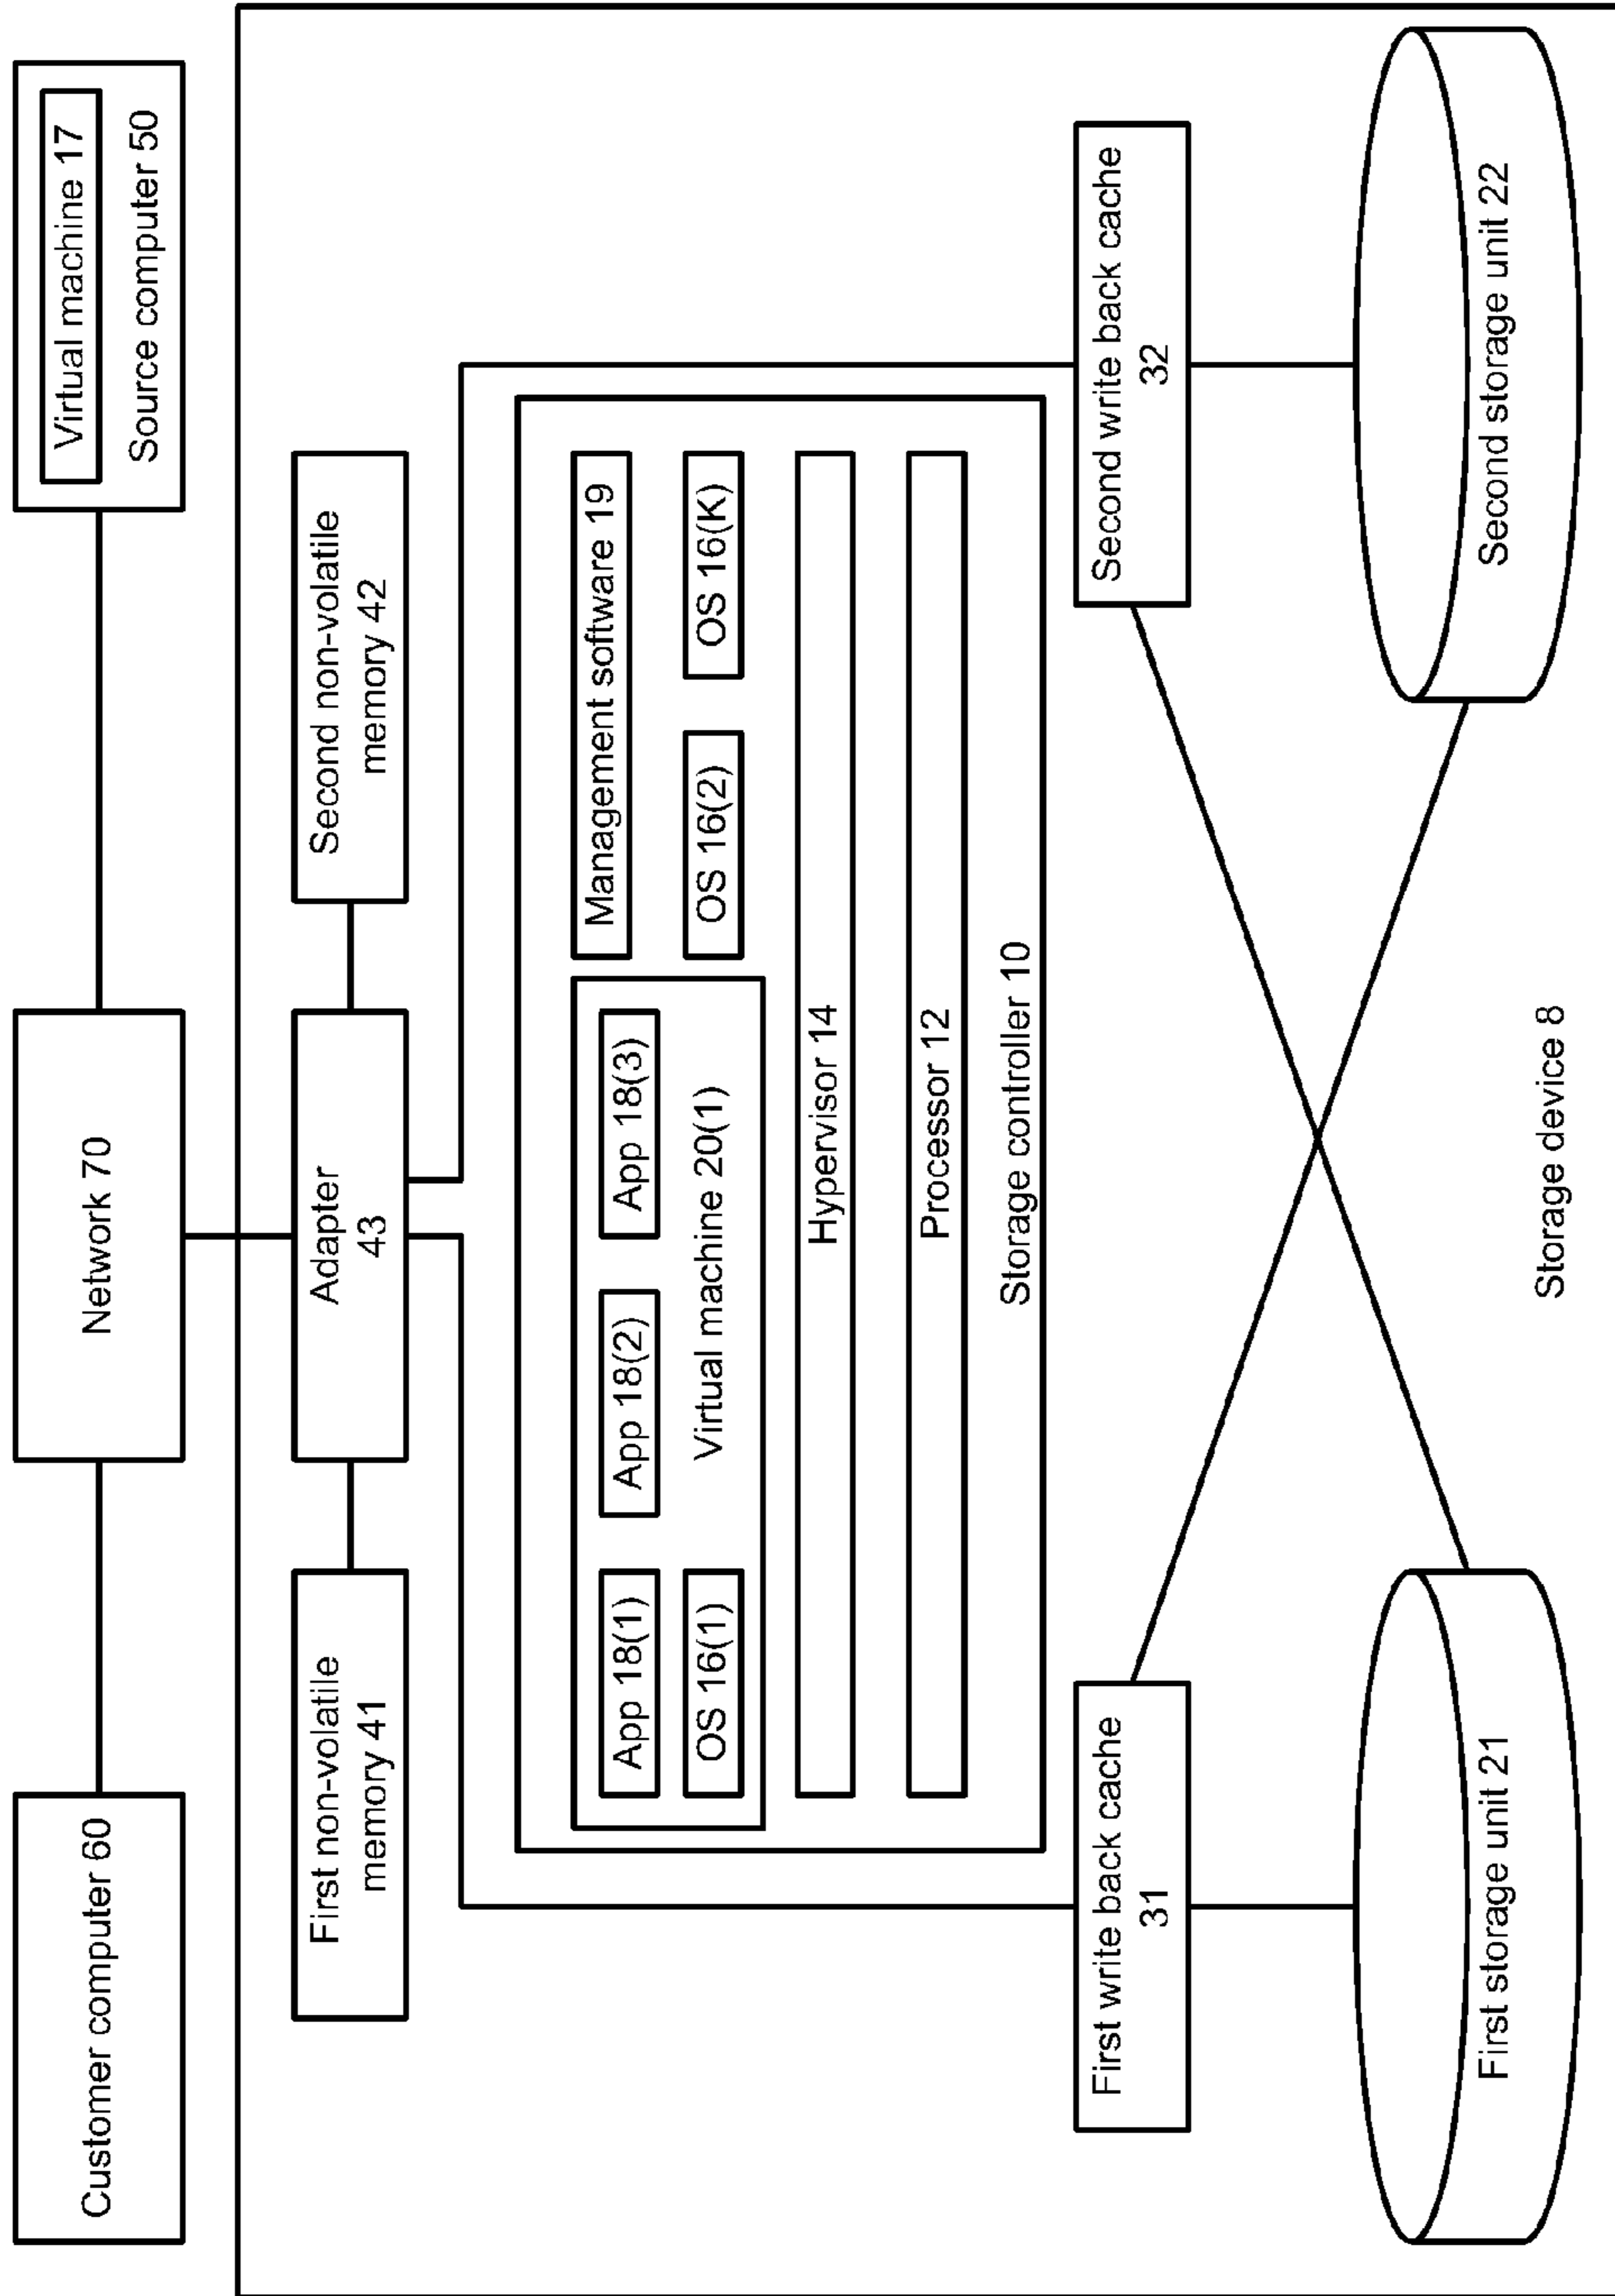 Customer computer 60
Network 70
Virtual machine 17
Source computer 50
First non-volatile
memory 41
Adapter
43
Second non-volatile
memory 42
App 18(1)
App 18(2)
App 18(3)
Management software 19
OS 16(1)
Virtual machine 20(1)
OS 16(2)
OS 16(K)
Hypervisor 14
Processor 12
Storage controller 10
First write back cache
31
Second write back cache
32
First storage unit 21
Second storage unit 22
Storage device 8